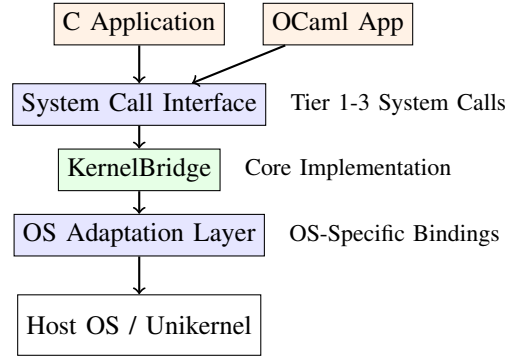 C Application
OCaml App
System Call Interface
Tier 1-3 System Calls
KernelBridge
Core Implementation
OS Adaptation Layer
OS-Specific Bindings
Host OS / Unikernel